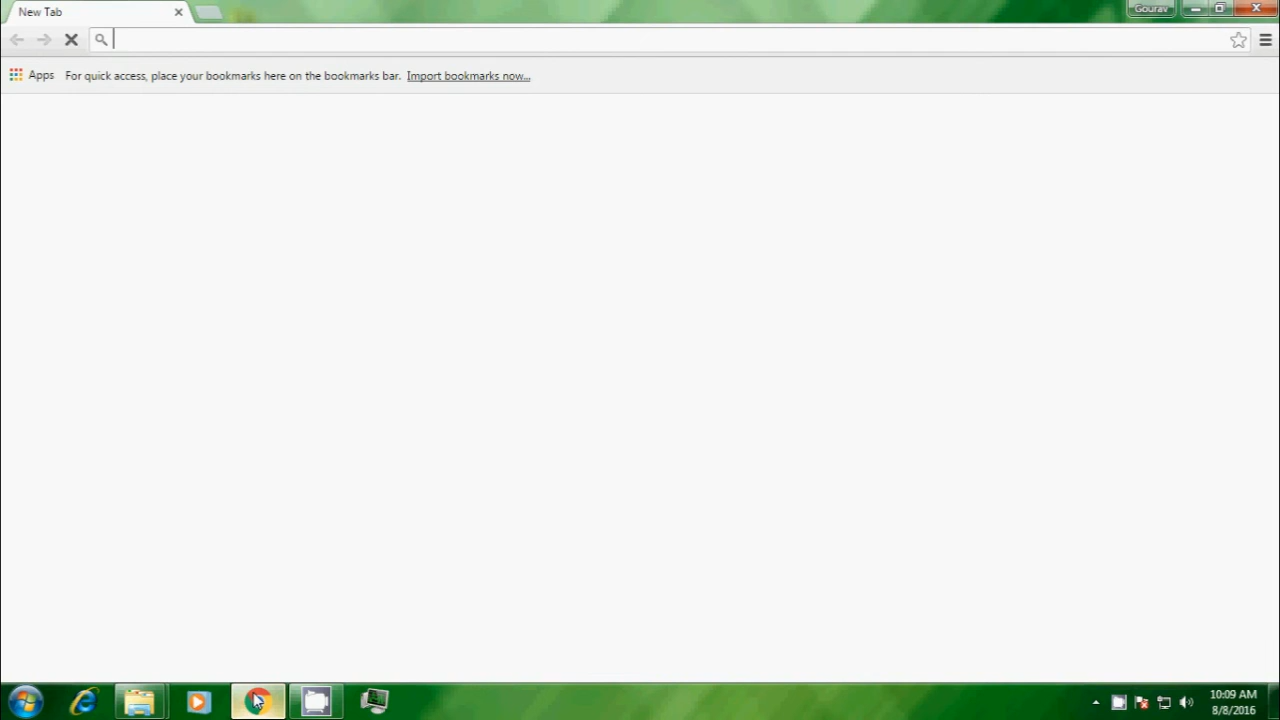 New Tab
Gourav
Apps For quick access, place your bookmarks here on the bookmarks bar. Import bookmarks now...
10:09 AM
8/8/2016